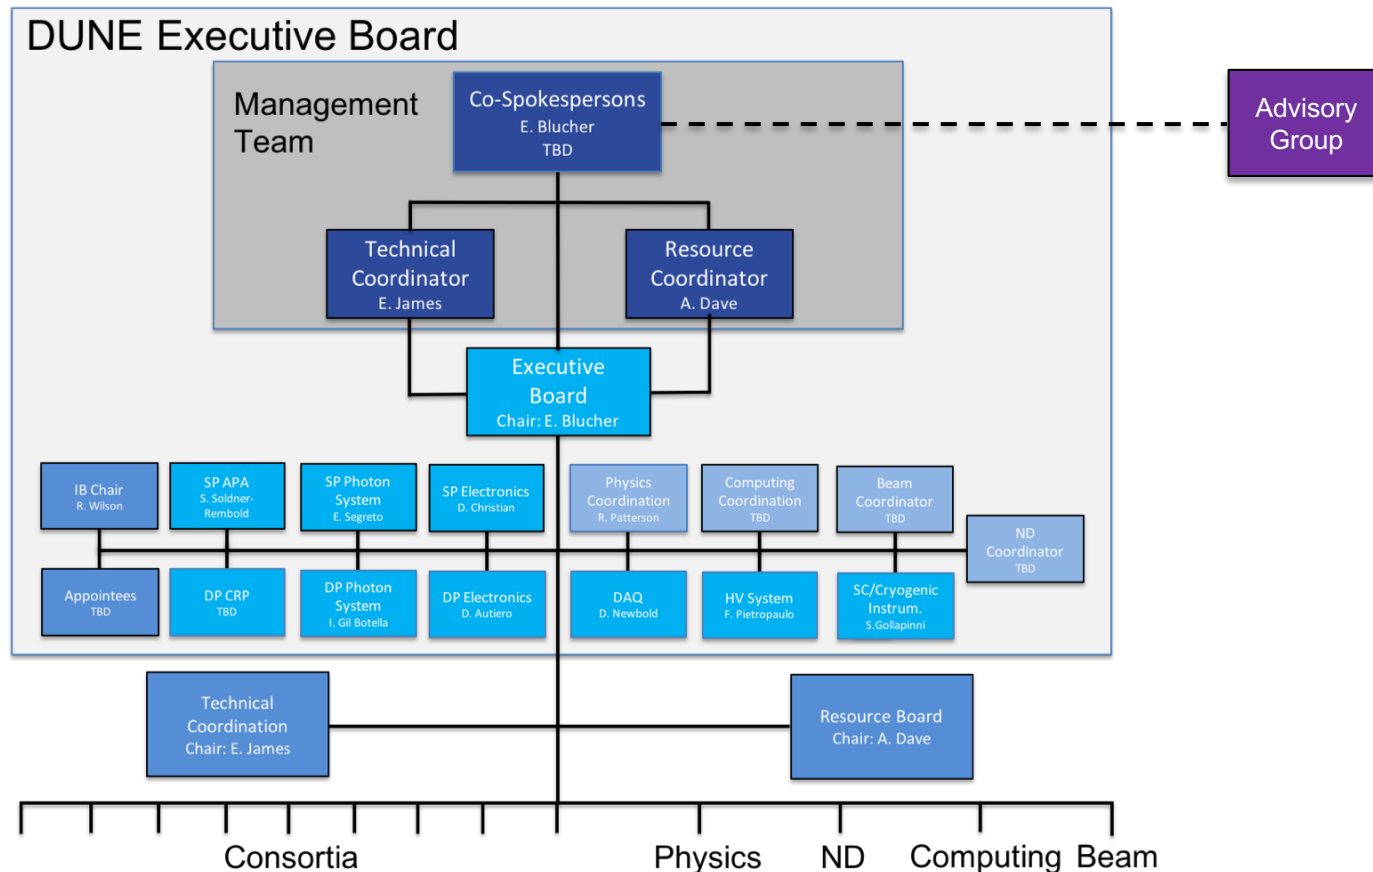 DUNE Executive Board
Management
Team
Co-Spokespersons
E. Blucher
TBD
Advisory
Group
Technical
Coordinator
E. James
Resource
Coordinator
A. Dave
Executive
Board
Chair: E. Blucher
IB Chair
R. Wilson
SP APA
S. Soldner-
Rembold
SP Photon
System
E. Segreto
SP Electronics
D. Christian
Physics
Coordination
R. Patterson
Computing
Coordination
TBD
Beam
Coordinator
TBD
ND
Coordinator
TBD
Appointees
TBD
DP CRP
TBD
DP Photon
System
I. Gil Botella
DP Electronics
D. Autiero
DAQ
D. Newbold
HV System
F. Pietropaulo
SC/Cryogenic
Instrum.
S.Gollapinni
Technical
Coordination
Chair: E. James
Resource Board
Chair: A. Dave
Consortia
Physics
ND
Computing
Beam